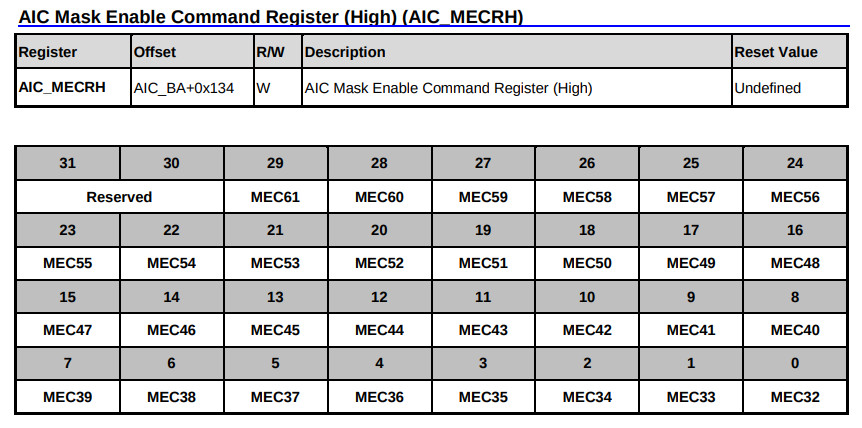 AIC Mask Enable Command Register (High) (AIC_MECRH)
Register Offset R/W Description Reset Value
AIC_MECRH AIC_BA+0x134 W AIC Mask Enable Command Register (High) Undefined
31 30 29 28 27 26 25 24
Reserved MEC61 MEC60 MEC59 MEC58 MEC57 MEC56
23 22 21 20 19 18 17 16
MEC55 MEC54 MEC53 MEC52 MEC51 MEC50 MEC49 MEC48
15 14 13 12 11 10 9 8
MEC47 MEC46 MEC45 MEC44 MEC43 MEC42 MEC41 MEC40
7 6 5 4 3 2 1 0
MEC39 MEC38 MEC37 MEC36 MEC35 MEC34 MEC33 MEC32